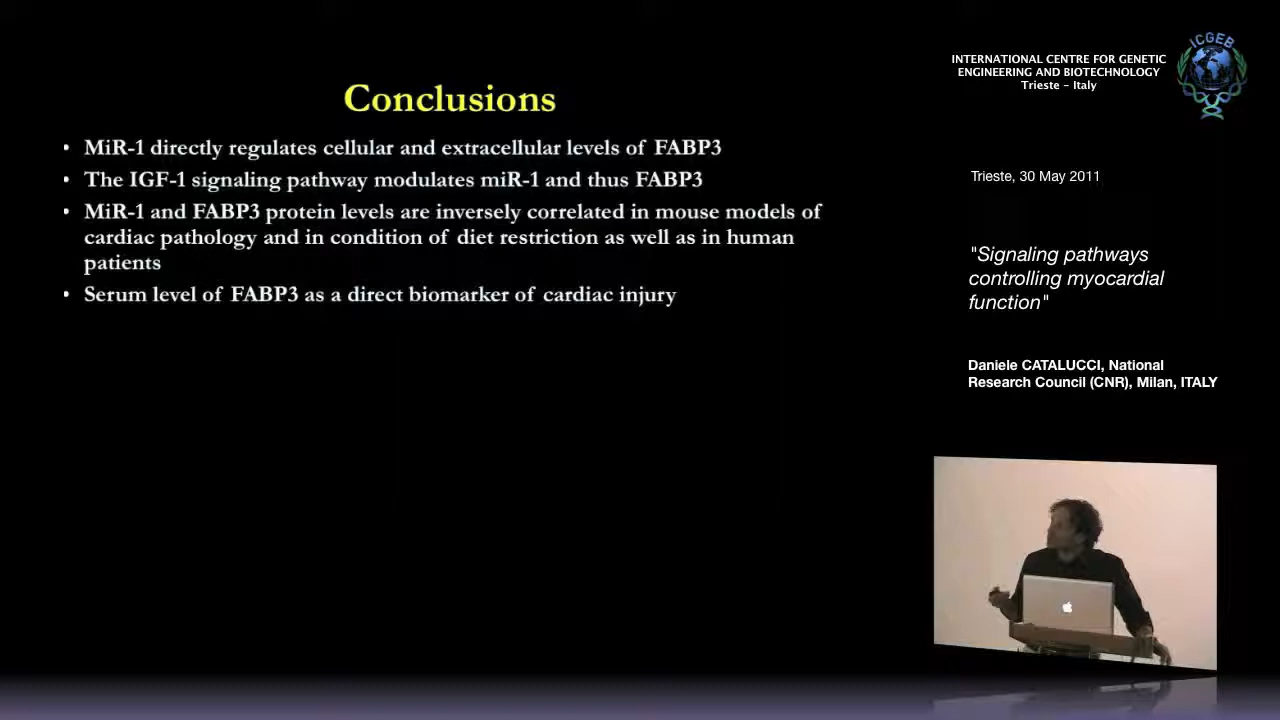 Conclusions
• MiR-1 directly regulates cellular and extracellular levels of FABP3
• The IGF-1 signaling pathway modulates miR-1 and thus FABP3
• MiR-1 and FABP3 protein levels are inversely correlated in mouse models of
cardiac pathology and in condition of diet restriction as well as in human
patients
• Serum level of FABP3 as a direct biomarker of cardiac injury
INTERNATIONAL CENTRE FOR GENETIC
ENGINEERING AND BIOTECHNOLOGY
Trieste – Italy
ICGEB
Trieste, 30 May 2011
"Signaling pathways
controlling myocardial
function"
Daniele CATALUCCI, National
Research Council (CNR), Milan, ITALY